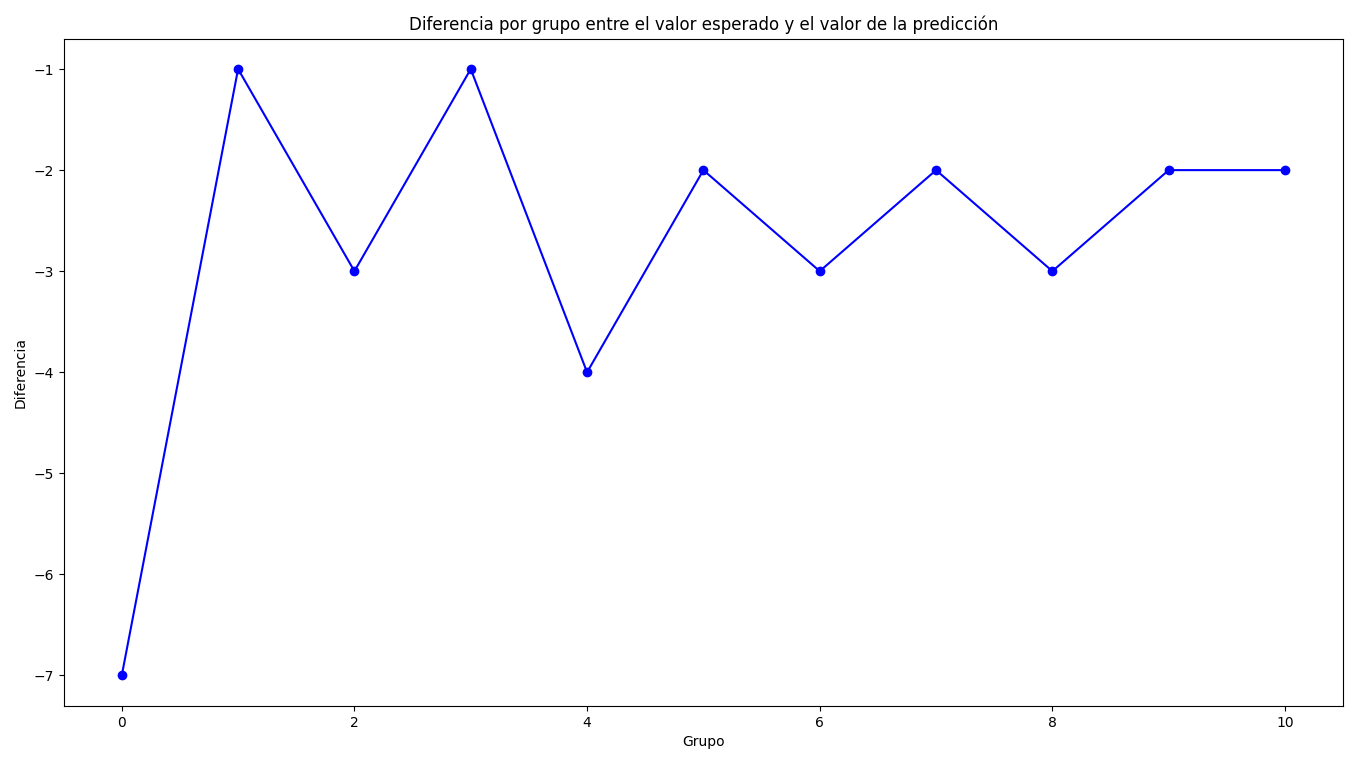 Diferencia por grupo entre el valor esperado y el valor de la predicción
−1
−2
−3
−4
−5
−6
−7
Diferencia
0 2 4 6 8 10
Grupo